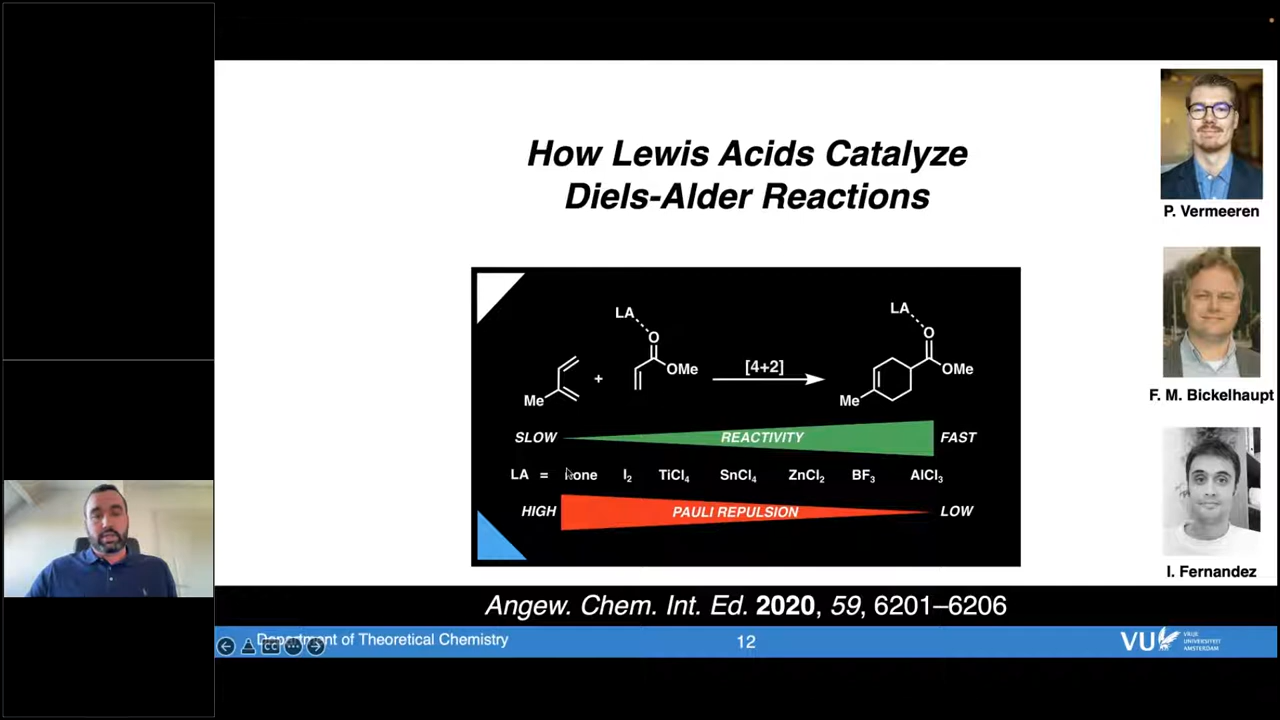 How Lewis Acids Catalyze
Diels-Alder Reactions
P. Vermeeren
F. M. Bickelhaupt
I. Fernandez
LA
O
OMe
Me
+
[4+2]
LA
O
OMe
Me
SLOW REACTIVITY FAST
LA = None I₂ TiCl₄ SnCl₄ ZnCl₂ BF₃ AlCl₃
HIGH PAULI REPULSION LOW
Angew. Chem. Int. Ed. 2020, 59, 6201–6206
Department of Theoretical Chemistry
12
CC
VU
VRIJE
UNIVERSITEIT
AMSTERDAM